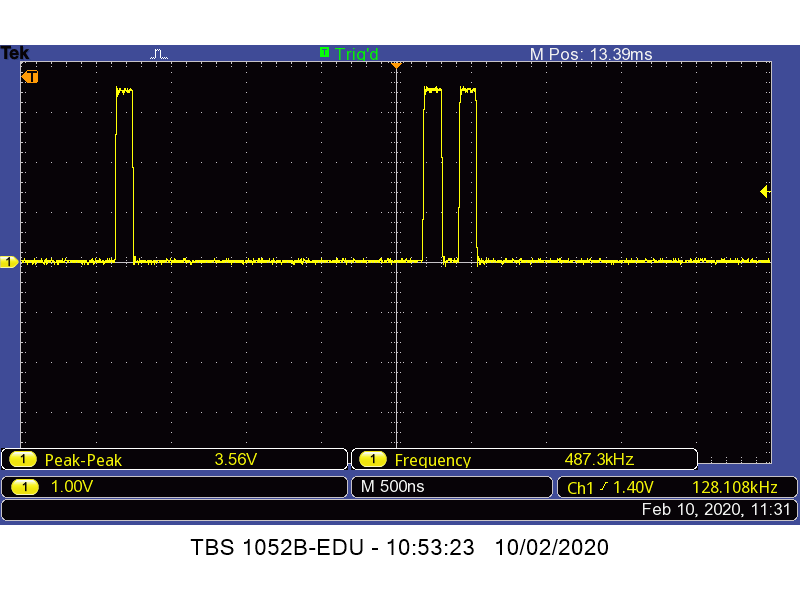 Tek T Trig'd M Pos: 13.39ms
T
1
1 Peak-Peak 3.56V 1 Frequency 487.3kHz
1 1.00V M 500ns Ch1 / 1.40V 128.108kHz
Feb 10, 2020, 11:31
TBS 1052B-EDU - 10:53:23 10/02/2020